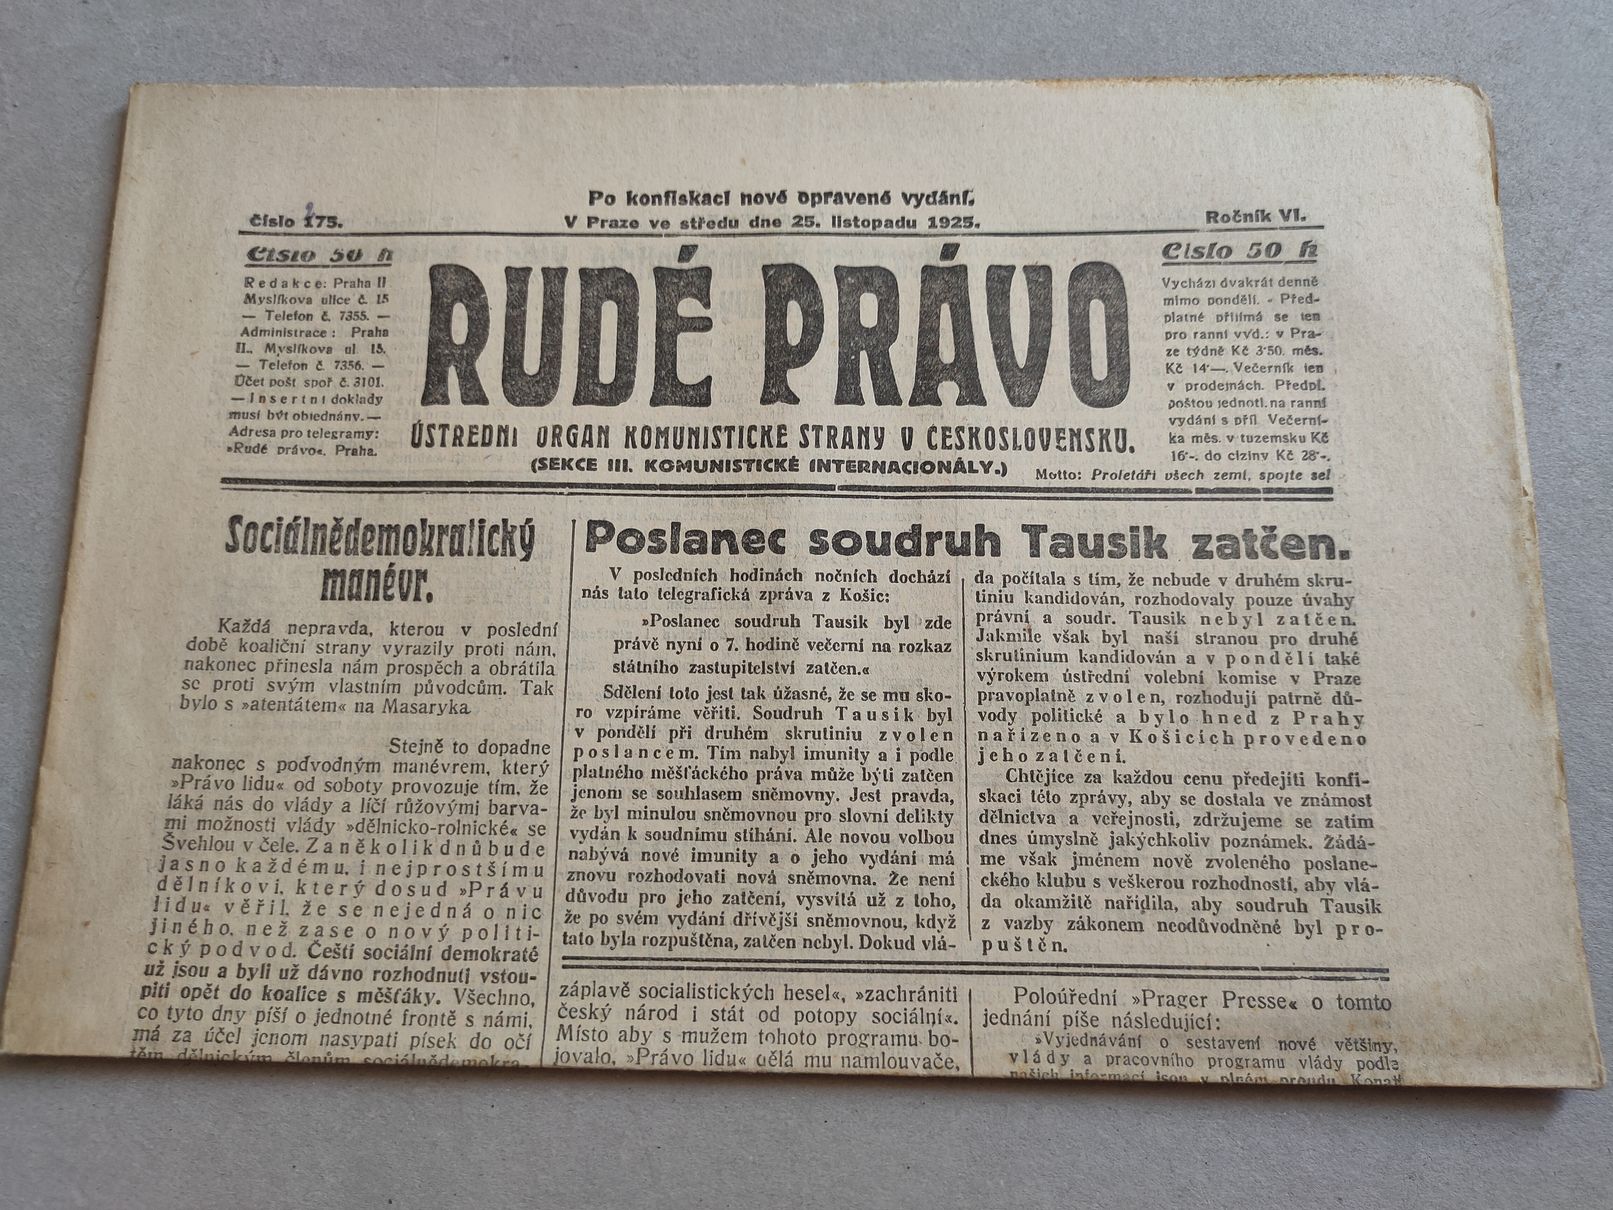 Po konfiskaci nové opravené vydání.
Číslo 175.
V Praze ve středu dne 25. listopadu 1925.
Ročník VI.
Číslo 50 h
Redakce: Praha II
Myslíkova ulice č. 15
— Telefon č. 7355. —
Administrace: Praha
II., Myslíkova ul 15.
— Telefon č. 7356. —
Účet pošt spoř č. 3101.
— Insertní doklady
musí být objednány. —
Adresa pro telegramy:
»Rudé právo«, Praha.
RUDÉ PRÁVO
ÚSTŘEDNÍ ORGÁN KOMUNISTICKÉ STRANY V ČESKOSLOVENSKU.
(SEKCE III. KOMUNISTICKÉ INTERNACIONÁLY.)
Motto: Proletáři všech zemí, spojte se!
Číslo 50 h
Vychází dvakrát denně
mimo pondělí. - Před-
platné přijímá se jen
pro ranní vyd.: v Pra-
ze týdně Kč 3·50. měs.
Kč 14·—. Večerník jen
v prodejnách. Předpl.
poštou jednotl. na ranní
vydání s příl Večerní-
ka měs. v tuzemsku Kč
16·-. do ciziny Kč 28·-.
Sociálnědemokratický
manévr.
Každá nepravda, kterou v poslední
době koaliční strany vyrazily proti nám,
nakonec přinesla nám prospěch a obrátila
se proti svým vlastním původcům. Tak
bylo s »atentátem« na Masaryka
Stejně to dopadne
nakonec s podvodným manévrem, který
»Právo lidu« od soboty provozuje tím, že
láká nás do vlády a líčí růžovými barva-
mi možnosti vlády »dělnicko-rolnické« se
Švehlou v čele. Za několik dnů bude
jasno každému, i nejprostšímu
dělníkovi, který dosud »Právu
lidu« věřil, že se nejedná o nic
jiného, než zase o nový politi-
cký podvod. Čeští sociální demokraté
už jsou a byli už dávno rozhodnuti vstou-
piti opět do koalice s měšťáky. Všechno,
co tyto dny píší o jednotné frontě s námi,
má za účel jenom nasypati písek do očí
těm dělnickým členům sociálnědemokra-
Poslanec soudruh Tausik zatčen.
V posledních hodinách nočních dochází
nás tato telegrafická zpráva z Košic:
»Poslanec soudruh Tausik byl zde
právě nyní o 7. hodině večerní na rozkaz
státního zastupitelství zatčen.«
Sdělení toto jest tak úžasné, že se mu sko-
ro vzpíráme věřiti. Soudruh Tausik byl
v pondělí při druhém skrutiniu zvolen
poslancem. Tím nabyl imunity a i podle
platného měšťáckého práva může býti zatčen
jenom se souhlasem sněmovny. Jest pravda,
že byl minulou sněmovnou pro slovní delikty
vydán k soudnímu stíhání. Ale novou volbou
nabývá nové imunity a o jeho vydání má
znovu rozhodovati nová sněmovna. Že není
důvodu pro jeho zatčení, vysvítá už z toho,
že po svém vydání dřívější sněmovnou, když
tato byla rozpuštěna, zatčen nebyl. Dokud vlá-
da počítala s tím, že nebude v druhém skru-
tiniu kandidován, rozhodovaly pouze úvahy
právní a soudr. Tausik nebyl zatčen.
Jakmile však byl naší stranou pro druhé
skrutinium kandidován a v pondělí také
výrokem ústřední volební komise v Praze
pravoplatně zvolen, rozhodují patrně dů-
vody politické a bylo hned z Prahy
nařízeno a v Košicích provedeno
jeho zatčení.
Chtějíce za každou cenu předejíti konfi-
skaci této zprávy, aby se dostala ve známost
dělnictva a veřejnosti, zdržujeme se zatím
dnes úmyslně jakýchkoliv poznámek. Žádá-
me však jménem nově zvoleného poslane-
ckého klubu s veškerou rozhodností, aby vlá-
da okamžitě nařídila, aby soudruh Tausik
z vazby zákonem neodůvodněné byl pro-
puštěn.
záplavě socialistických hesel«, »zachrániti
český národ i stát od potopy sociální«.
Místo aby s mužem tohoto programu bo-
jovalo, »Právo lidu« dělá mu namlouvače,
Poloúřední »Prager Presse« o tomto
jednání píše následující:
»Vyjednávání o sestavení nové většiny,
vlády a pracovního programu vlády podle
našich informací jsou v plném proudu